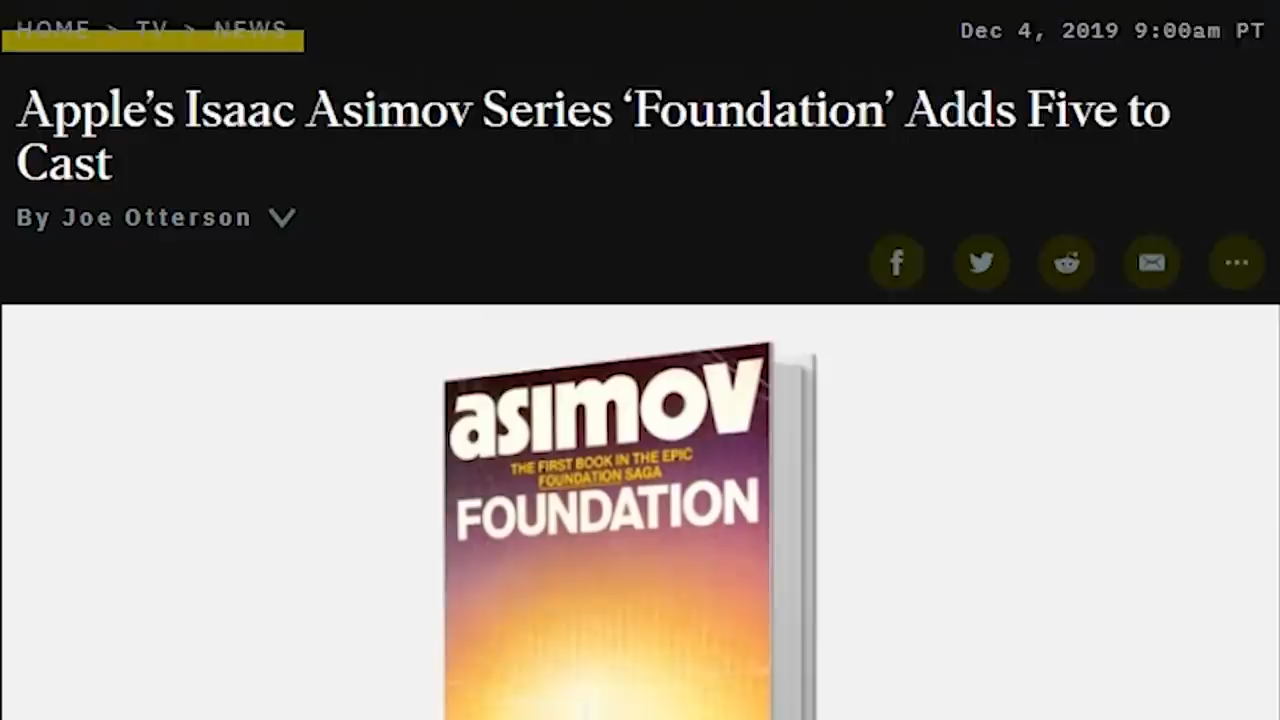 HOME > TV > NEWS
Dec 4, 2019 9:00am PT
Apple’s Isaac Asimov Series ‘Foundation’ Adds Five to
Cast
By Joe Otterson
asimov
THE FIRST BOOK IN THE EPIC
FOUNDATION SAGA
FOUNDATION